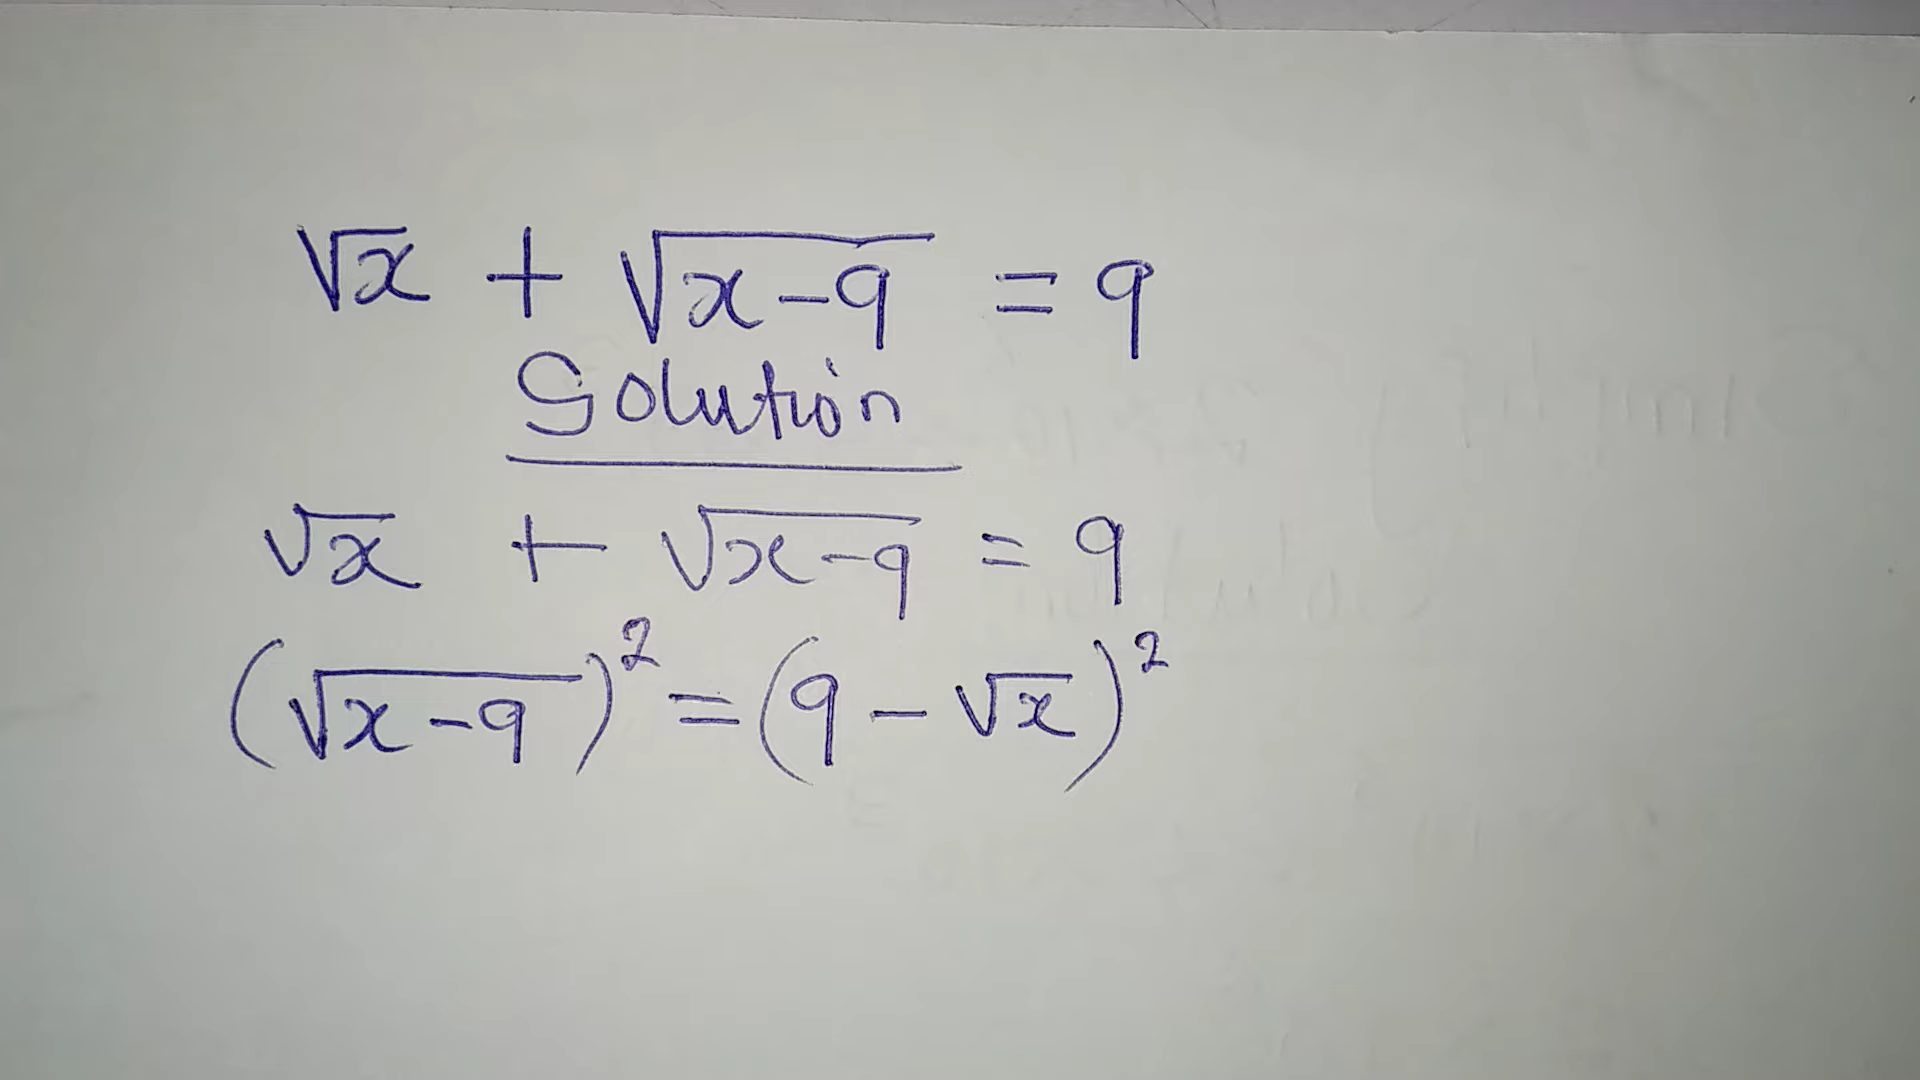 √x + √(x-9) = 9
Solution
√x + √(x-9) = 9
(√(x-9))² = (9 - √x)²